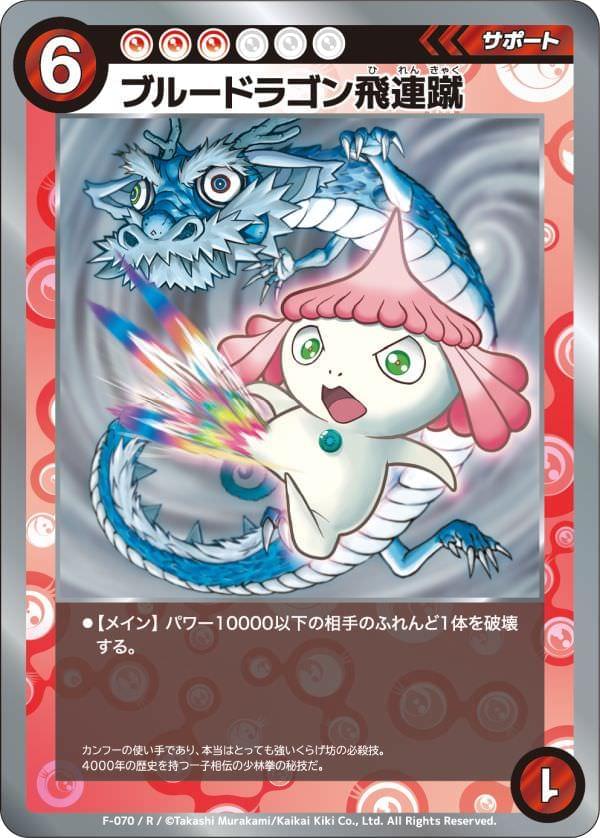 6
サポート
ひ れん きゃく
ブルードラゴン飛連蹴
●【メイン】パワー10000以下の相手のふれんど1体を破壊
する。
カンフーの使い手であり、本当はとっても強いくらげ坊の必殺技。
4000年の歴史を持つ一子相伝の少林拳の秘技だ。
1
F-070 / R / ©Takashi Murakami/Kaikai Kiki Co., Ltd. All Rights Reserved.